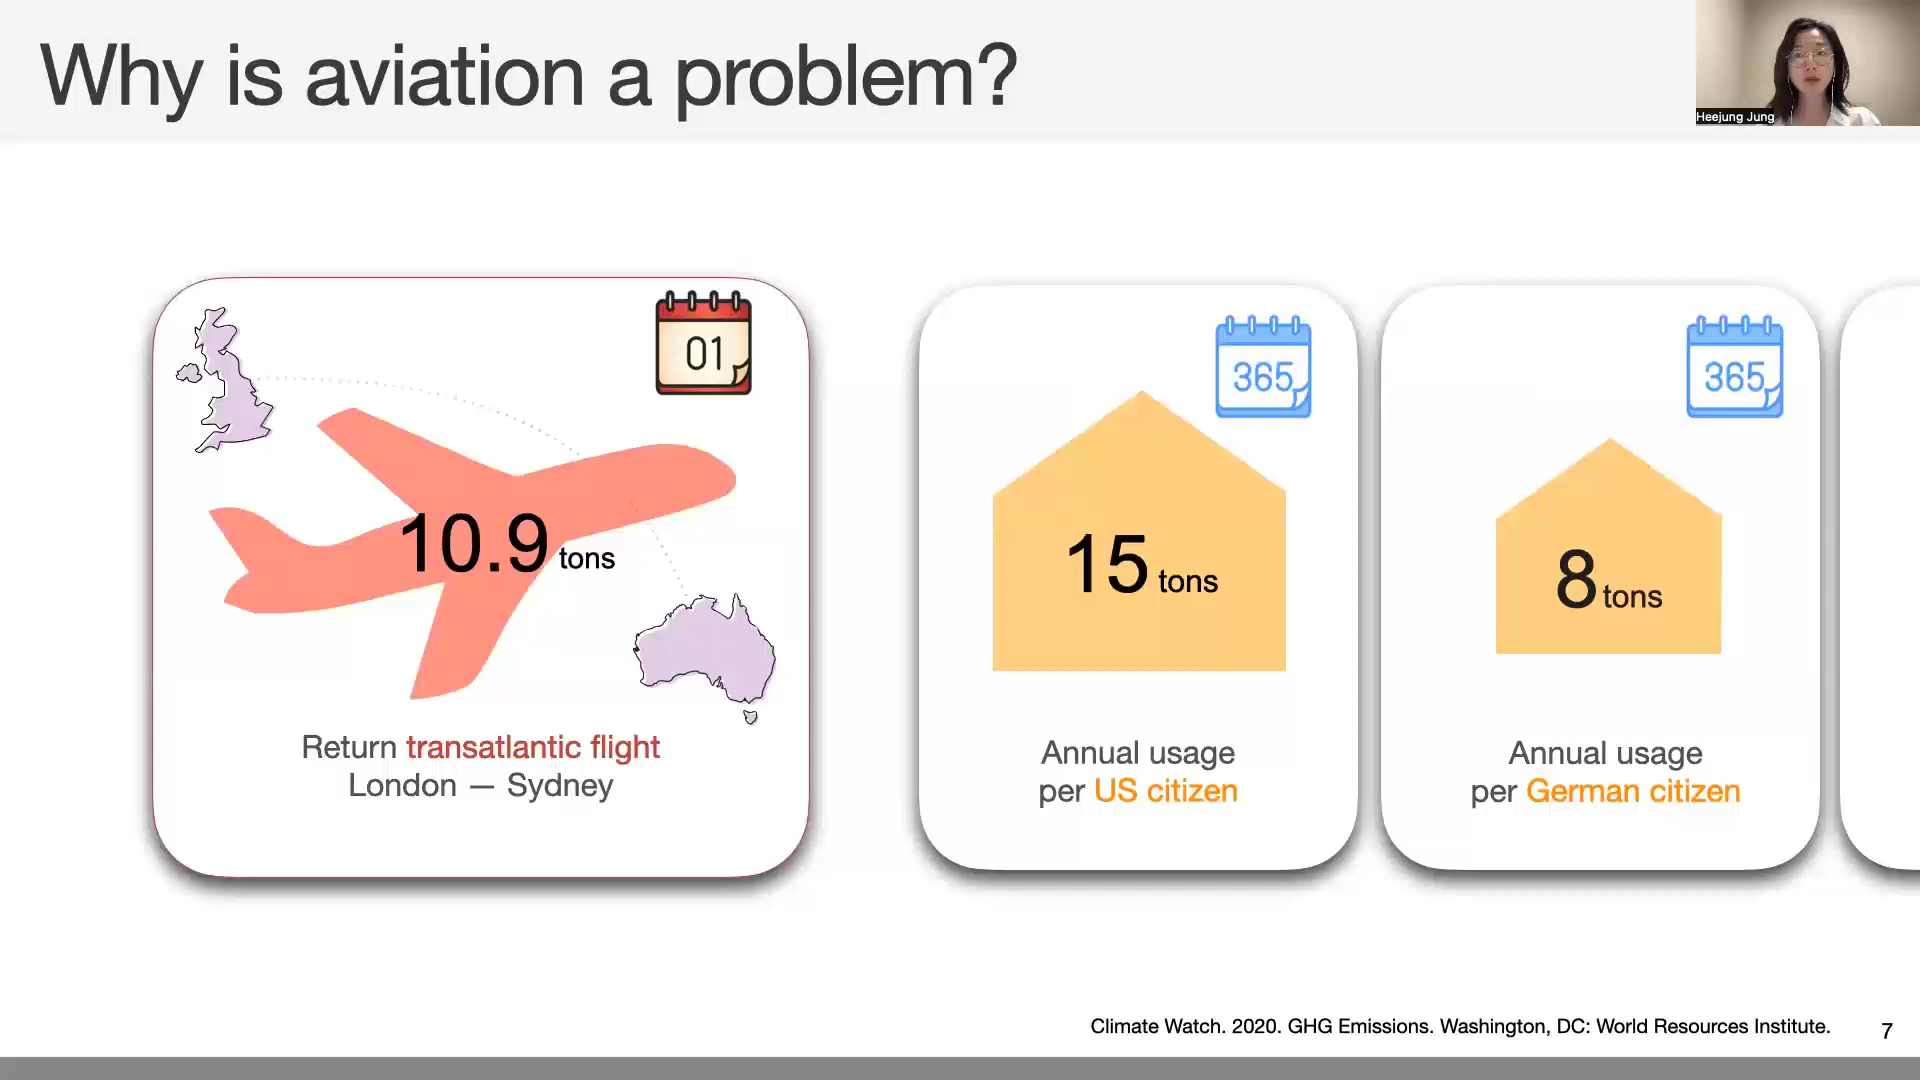 Why is aviation a problem?
Heejung Jung
01
10.9 tons
Return transatlantic flight
London — Sydney
365
15 tons
Annual usage
per US citizen
365
8 tons
Annual usage
per German citizen
Climate Watch. 2020. GHG Emissions. Washington, DC: World Resources Institute.
7